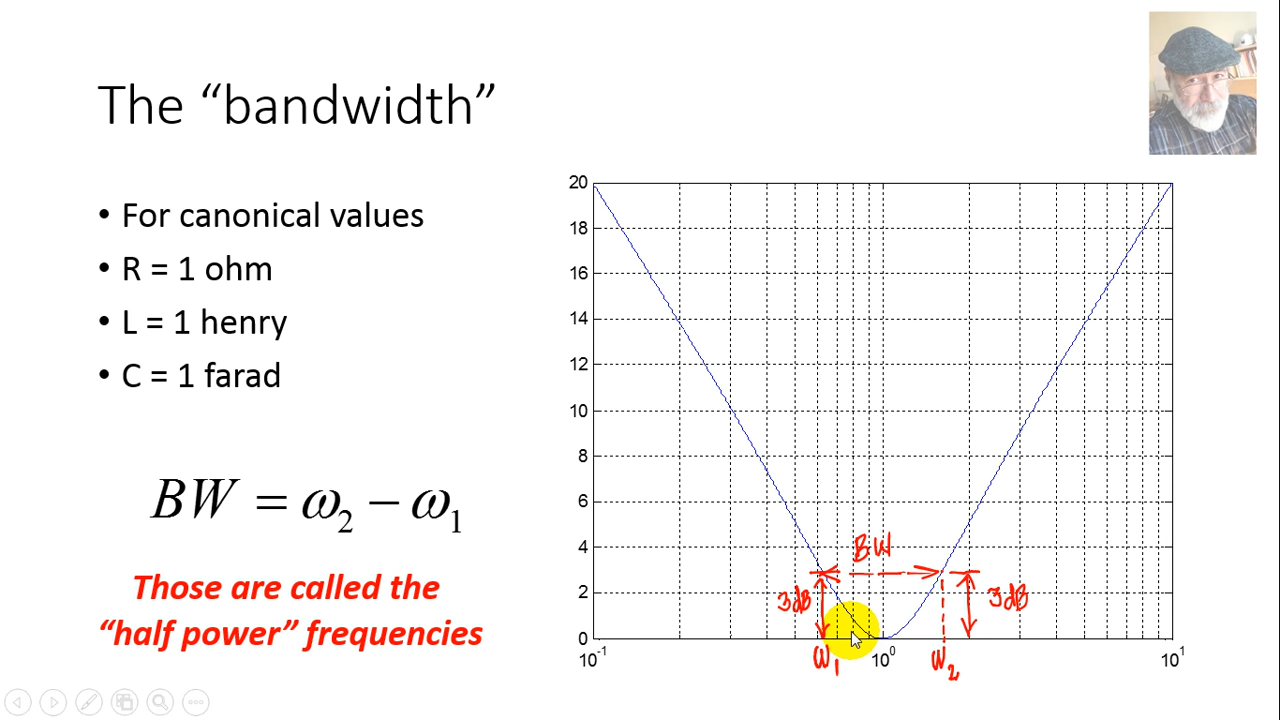 The “bandwidth”
• For canonical values
• R = 1 ohm
• L = 1 henry
• C = 1 farad
BW = ω₂ − ω₁
Those are called the
“half power” frequencies
20
18
16
14
12
10
8
6
4
2
0
BW
3dB
3dB
10⁻¹
10⁰
10¹
ω₁
ω₂